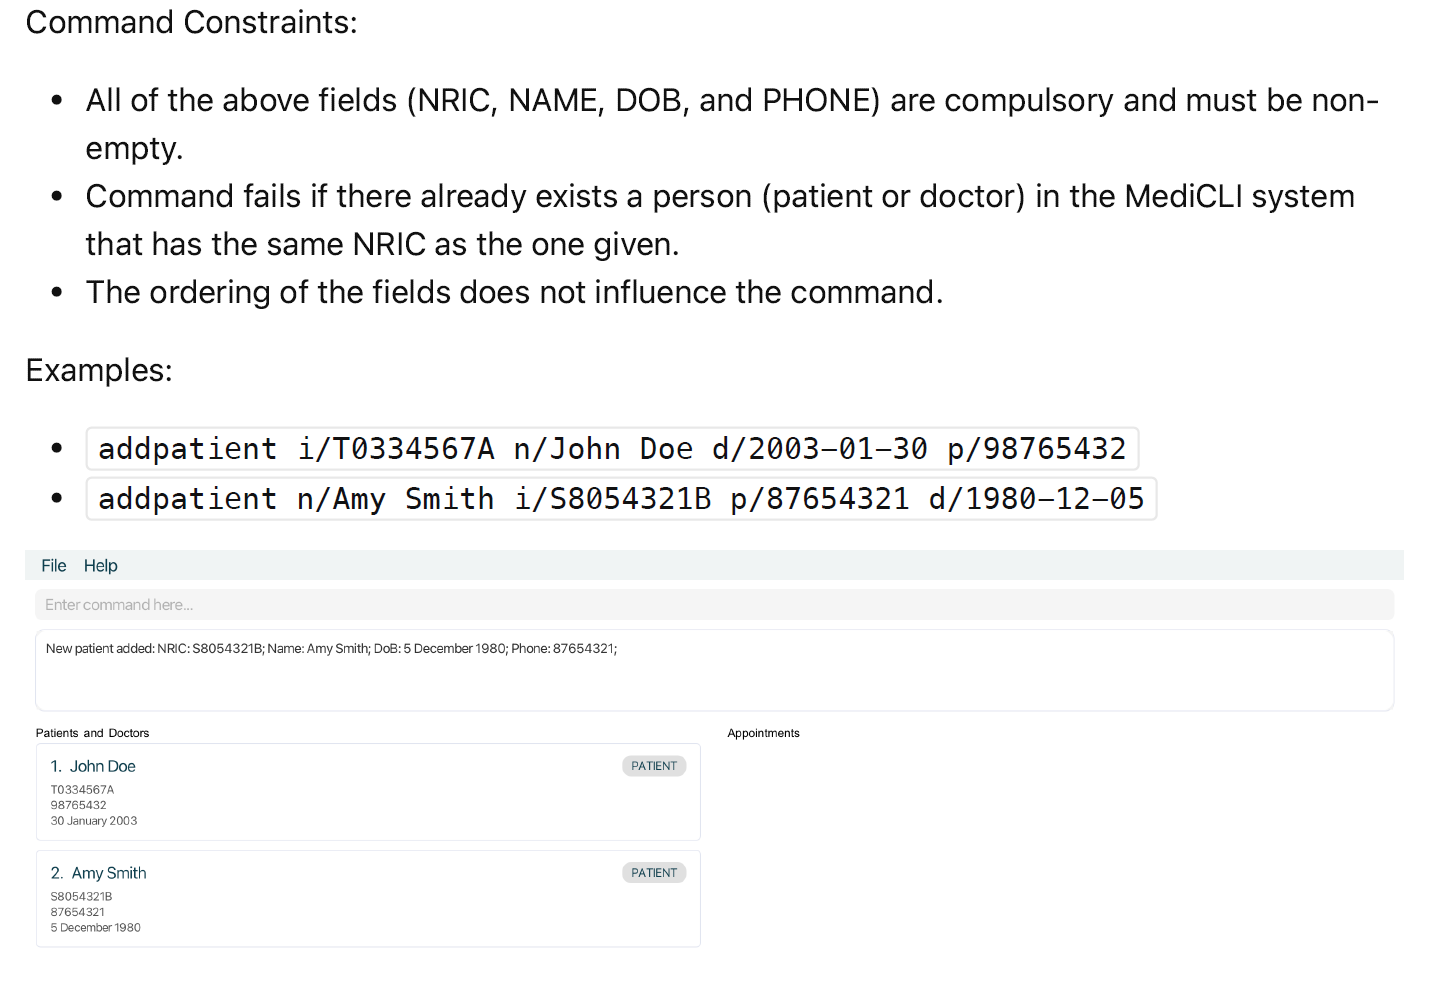 Command Constraints:
• All of the above fields (NRIC, NAME, DOB, and PHONE) are compulsory and must be non-
empty.
• Command fails if there already exists a person (patient or doctor) in the MediCLI system
that has the same NRIC as the one given.
• The ordering of the fields does not influence the command.
Examples:
• addpatient i/T0334567A n/John Doe d/2003-01-30 p/98765432
• addpatient n/Amy Smith i/S8054321B p/87654321 d/1980-12-05
File Help
Enter command here...
New patient added: NRIC: S8054321B; Name: Amy Smith; DoB: 5 December 1980; Phone: 87654321;
Patients and Doctors
1. John Doe PATIENT
T0334567A
98765432
30 January 2003
2. Amy Smith PATIENT
S8054321B
87654321
5 December 1980
Appointments